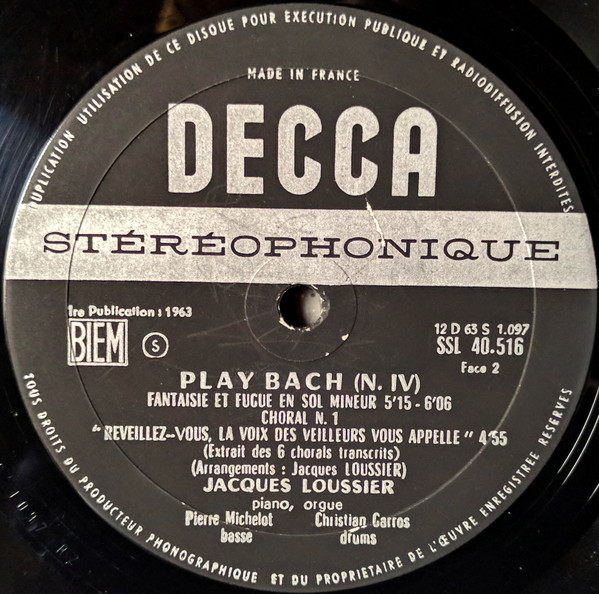 DUPLICATION UTILISATION DE CE DISQUE POUR EXECUTION PUBLIQUE ET RADIODIFFUSION INTERDITES
MADE IN FRANCE
DECCA
STÉRÉOPHONIQUE
1re Publication : 1963
BIEM S
12 D 63 S 1.097
SSL 40.516
Face 2
PLAY BACH (N. IV)
FANTAISIE ET FUGUE EN SOL MINEUR 5'15 - 6'06
CHORAL N. 1
"REVEILLEZ-VOUS, LA VOIX DES VEILLEURS VOUS APPELLE" 4'55
(Extrait des 6 chorals transcrits)
(Arrangements : Jacques LOUSSIER)
JACQUES LOUSSIER
piano, orgue
Pierre Michelot Christian Garros
basse drums
TOUS DROITS DU PRODUCTEUR PHONOGRAPHIQUE ET DU PROPRIETAIRE DE L'ŒUVRE ENREGISTREE RESERVES